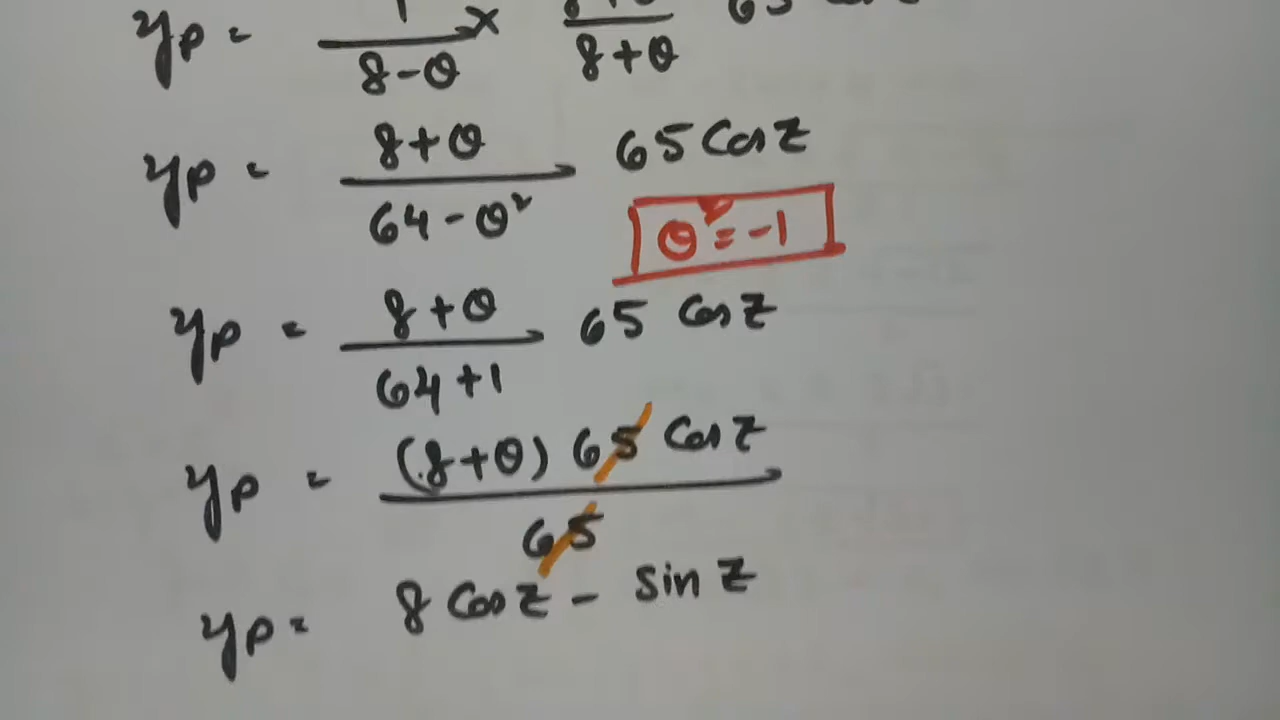 yp = 1/(8-θ) × 8+θ/(8+θ) 65
yp = (8+θ)/(64-θ²) 65 Cos z
θ² = -1
yp = (8+θ)/(64+1) 65 Cos z
yp = (8+θ) 65 Cos z / 65
yp = 8 Cos z - Sin z